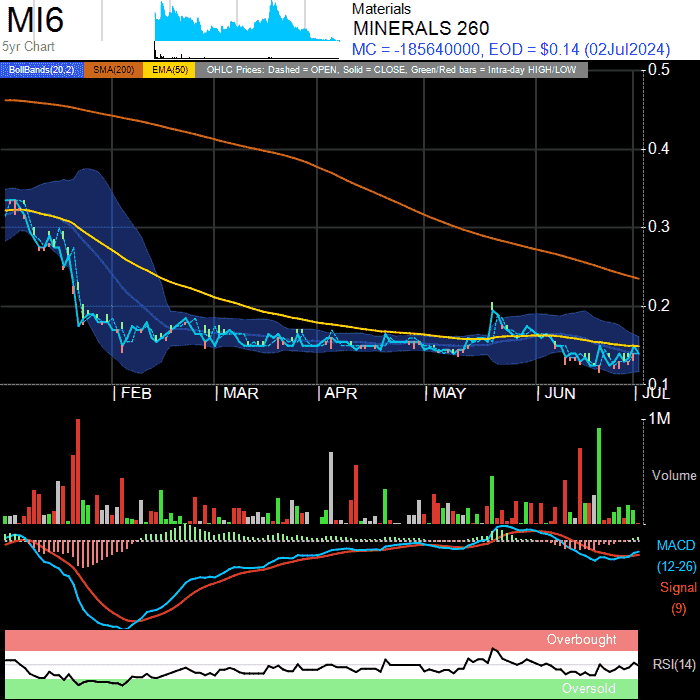 MI6
5yr Chart
Materials
MINERALS 260
MC = -185640000, EOD = $0.14 (02Jul2024)
BollBands(20,2) SMA(200) EMA(50) OHLC Prices: Dashed = OPEN, Solid = CLOSE, Green/Red bars = Intra-day HIGH/LOW
0.5
0.4
0.3
0.2
0.1
FEB MAR APR MAY JUN JUL
1M
Volume
MACD
(12-26)
Signal
(9)
Overbought
RSI(14)
Oversold